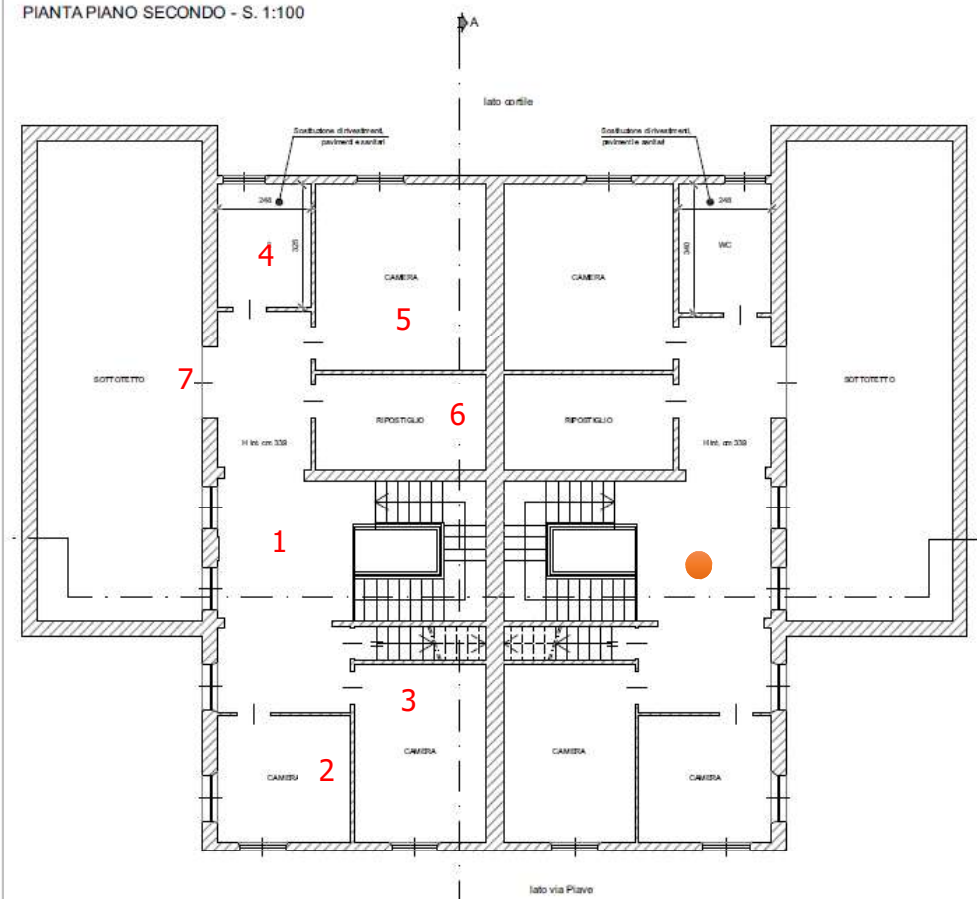 PIANTA PIANO SECONDO - S. 1:100
A
lato cortile
Sostituzione di rivestimenti,
pavimenti e sanitari
Sostituzione di rivestimenti,
pavimenti e sanitari
248
248
4
325
340
WC
CAMERA
CAMERA
5
SOTTOTETTO
7
SOTTOTETTO
RIPOSTIGLIO
6
RIPOSTIGLIO
H int. cm 338
H int. cm 338
1
3
CAMERA
CAMERA
CAMERA
2
CAMERA
lato via Piave